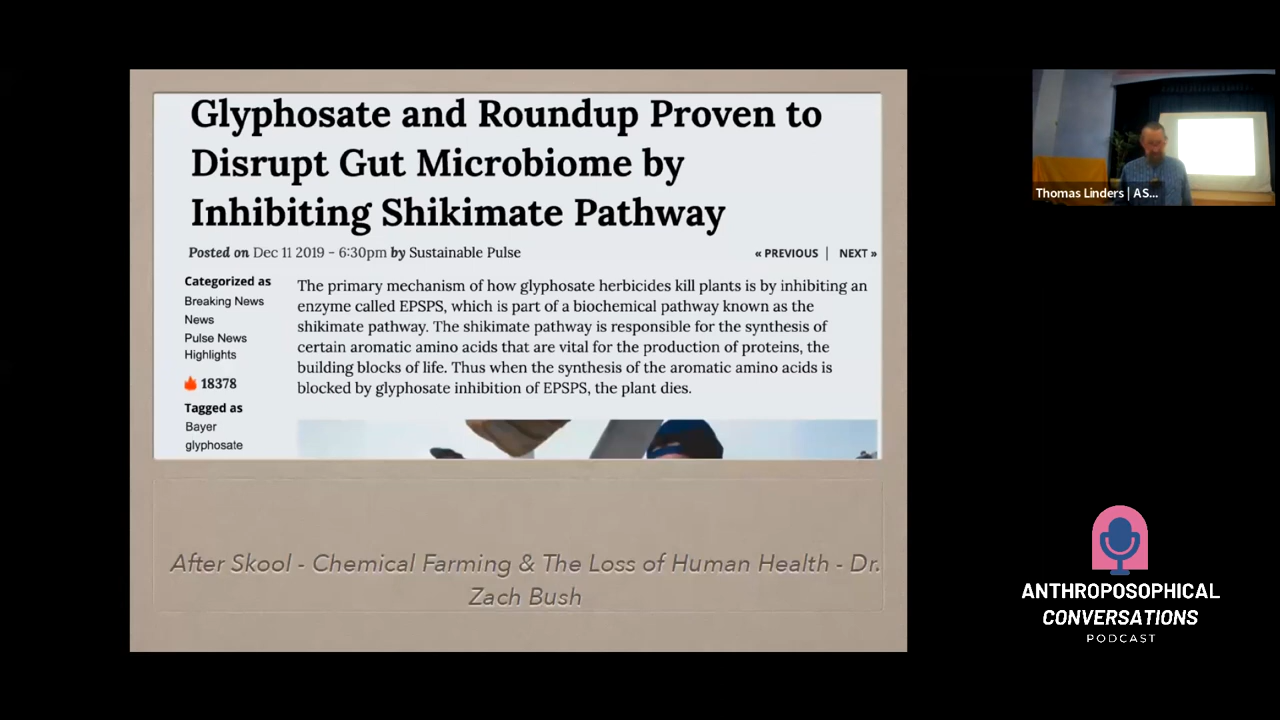 Glyphosate and Roundup Proven to
Disrupt Gut Microbiome by
Inhibiting Shikimate Pathway
Posted on Dec 11 2019 - 6:30pm by Sustainable Pulse
« PREVIOUS | NEXT »
Categorized as
Breaking News
News
Pulse News
Highlights
18378
Tagged as
Bayer
glyphosate
The primary mechanism of how glyphosate herbicides kill plants is by inhibiting an
enzyme called EPSPS, which is part of a biochemical pathway known as the
shikimate pathway. The shikimate pathway is responsible for the synthesis of
certain aromatic amino acids that are vital for the production of proteins, the
building blocks of life. Thus when the synthesis of the aromatic amino acids is
blocked by glyphosate inhibition of EPSPS, the plant dies.
After Skool - Chemical Farming & The Loss of Human Health - Dr.
Zach Bush
Thomas Linders | AS...
ANTHROPOSOPHICAL
CONVERSATIONS
PODCAST